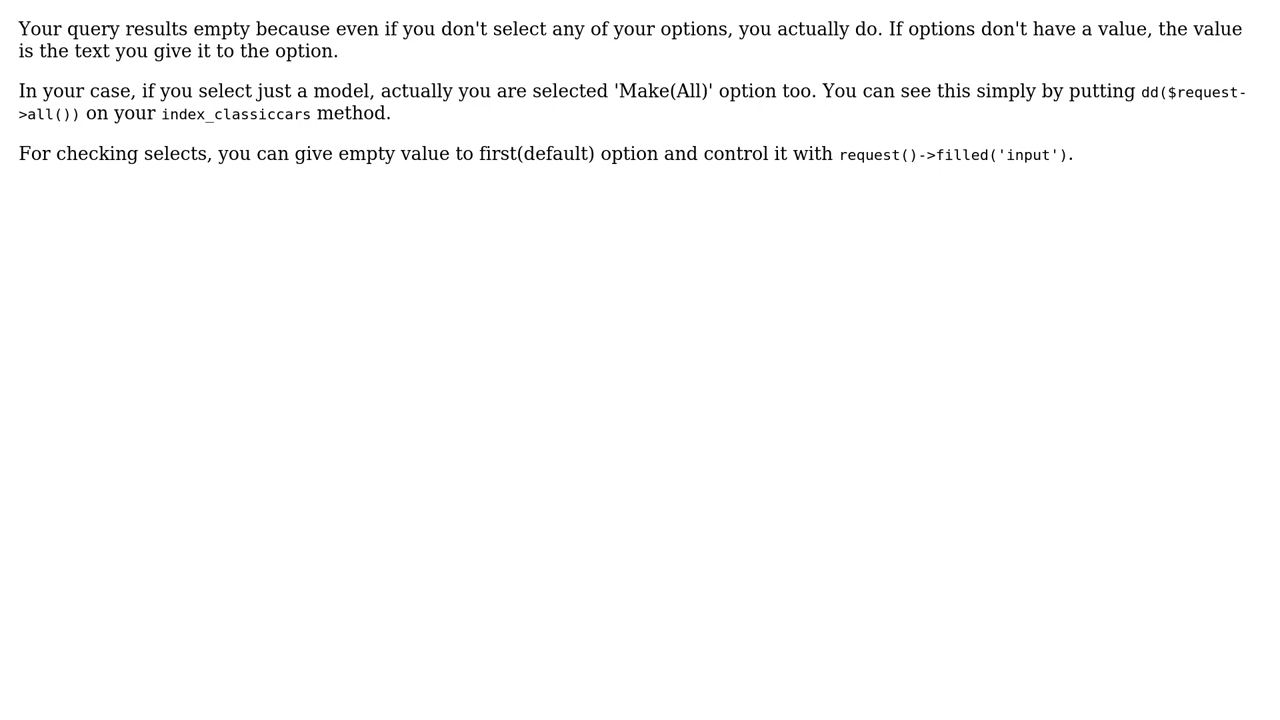 Your query results empty because even if you don't select any of your options, you actually do. If options don't have a value, the value
is the text you give it to the option.
In your case, if you select just a model, actually you are selected 'Make(All)' option too. You can see this simply by putting dd($request-
>all()) on your index_classiccars method.
For checking selects, you can give empty value to first(default) option and control it with request()->filled('input').